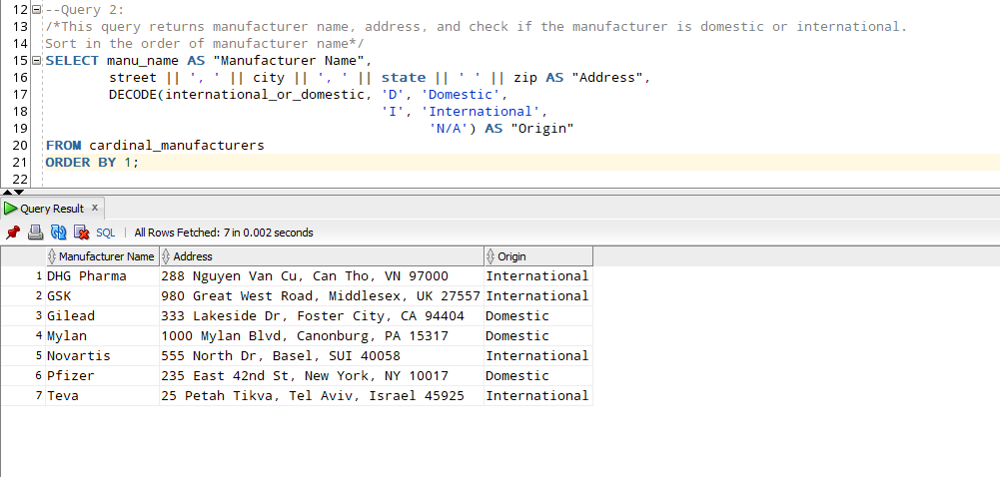 12 --Query 2:
13 /*This query returns manufacturer name, address, and check if the manufacturer is domestic or international.
14 Sort in the order of manufacturer name*/
15 SELECT manu_name AS "Manufacturer Name",
16 street || ', ' || city || ', ' || state || ' ' || zip AS "Address",
17 DECODE(international_or_domestic, 'D', 'Domestic',
18 'I', 'International',
19 'N/A') AS "Origin"
20 FROM cardinal_manufacturers
21 ORDER BY 1;
22
Query Result x
SQL | All Rows Fetched: 7 in 0.002 seconds
Manufacturer Name Address Origin
1 DHG Pharma 288 Nguyen Van Cu, Can Tho, VN 97000 International
2 GSK 980 Great West Road, Middlesex, UK 27557 International
3 Gilead 333 Lakeside Dr, Foster City, CA 94404 Domestic
4 Mylan 1000 Mylan Blvd, Canonburg, PA 15317 Domestic
5 Novartis 555 North Dr, Basel, SUI 40058 International
6 Pfizer 235 East 42nd St, New York, NY 10017 Domestic
7 Teva 25 Petah Tikva, Tel Aviv, Israel 45925 International